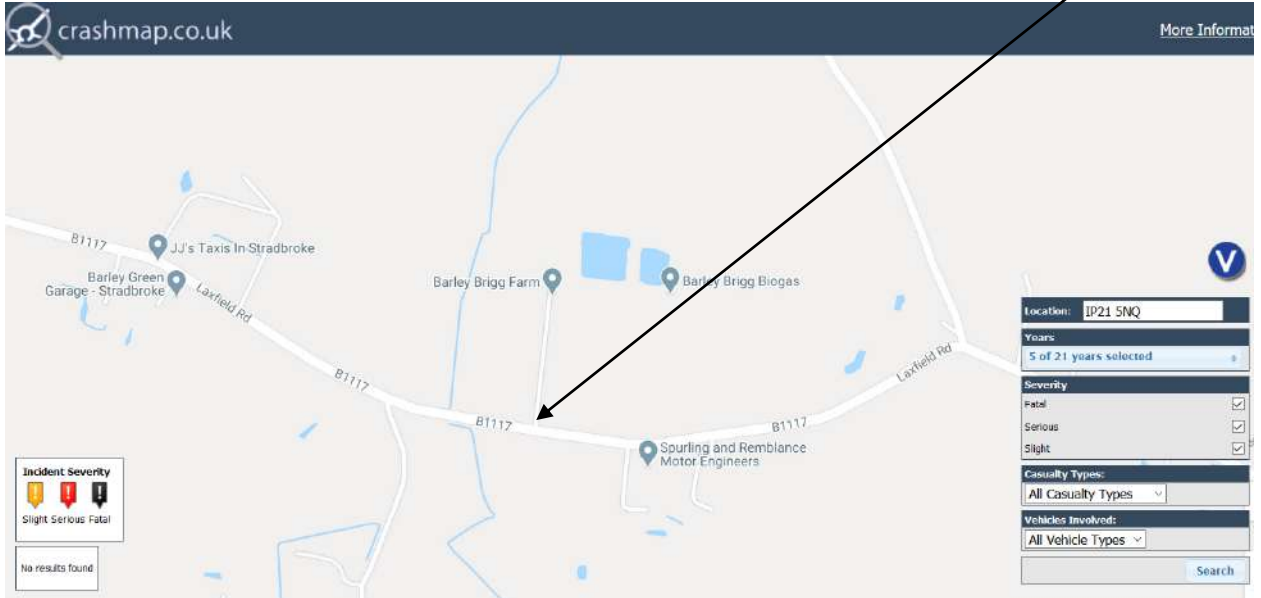 crashmap.co.uk
More Informat
B1117
JJ's Taxis In Stradbroke
Barley Green
Garage - Stradbroke
Laxfield Rd
Barley Brigg Farm
Barley Brigg Biogas
B1117
B1117
B1117
Laxfield Rd
Spurling and Remblance
Motor Engineers
V
Location: IP21 5NQ
Years
5 of 21 years selected
Severity
Fatal
Serious
Slight
Casualty Types:
All Casualty Types
Vehicles Involved:
All Vehicle Types
Search
Incident Severity
Slight Serious Fatal
No results found